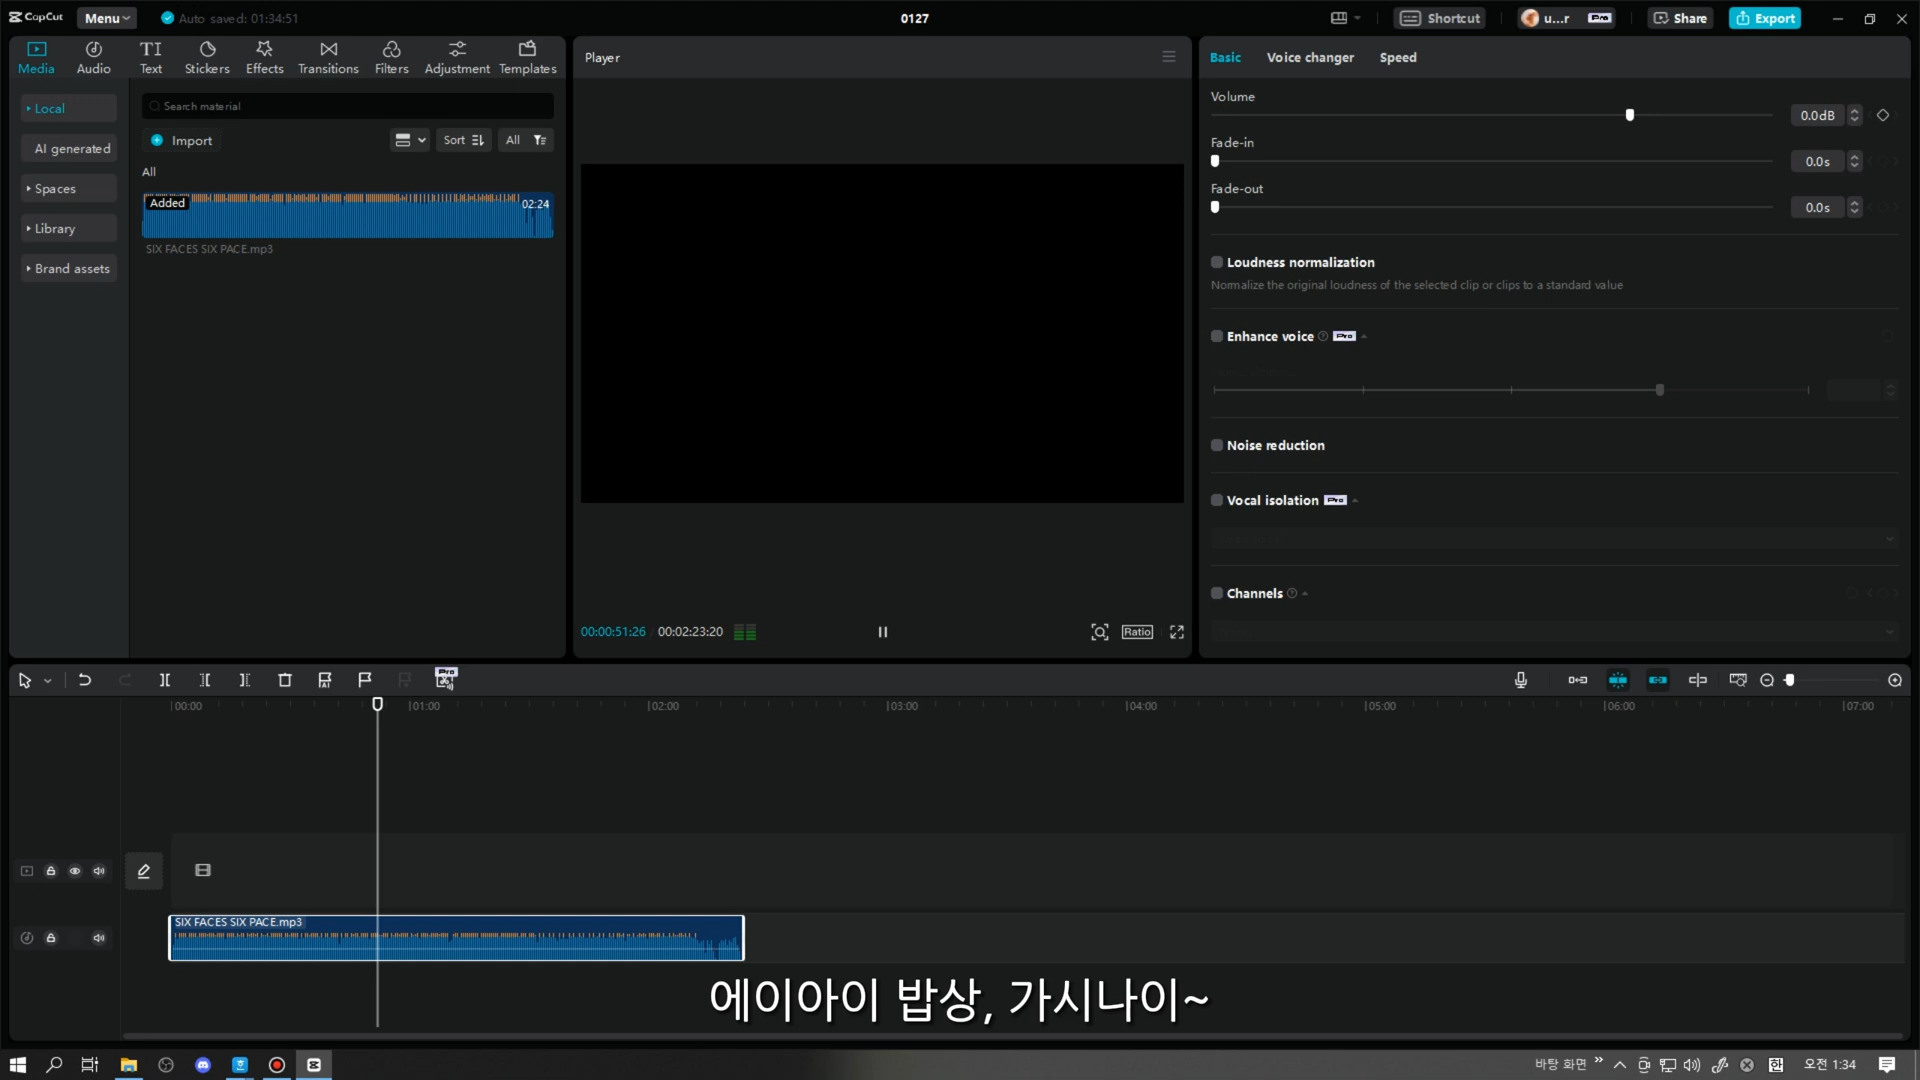 CapCut
Menu
Auto saved: 01:34:51
0127
Shortcut
u...r
Pro
Share
Export
Media
Audio
TI
Text
Stickers
Effects
Transitions
Filters
Adjustment
Templates
Local
AI generated
Spaces
Library
Brand assets
Search material
Import
Sort
All
All
Added
02:24
SIX FACES SIX PACE.mp3
Player
00:00:51:26
00:02:23:20
Ratio
Basic
Voice changer
Speed
Volume
0.0dB
Fade-in
0.0s
Fade-out
0.0s
Loudness normalization
Normalize the original loudness of the selected clip or clips to a standard value
Enhance voice
Pro
Noise reduction
Vocal isolation
Pro
Channels
Pro
00:00
01:00
02:00
03:00
04:00
05:00
06:00
07:00
SIX FACES SIX PACE.mp3
에이아이 밥상, 가시나이~
바탕 화면
한
오전 1:34